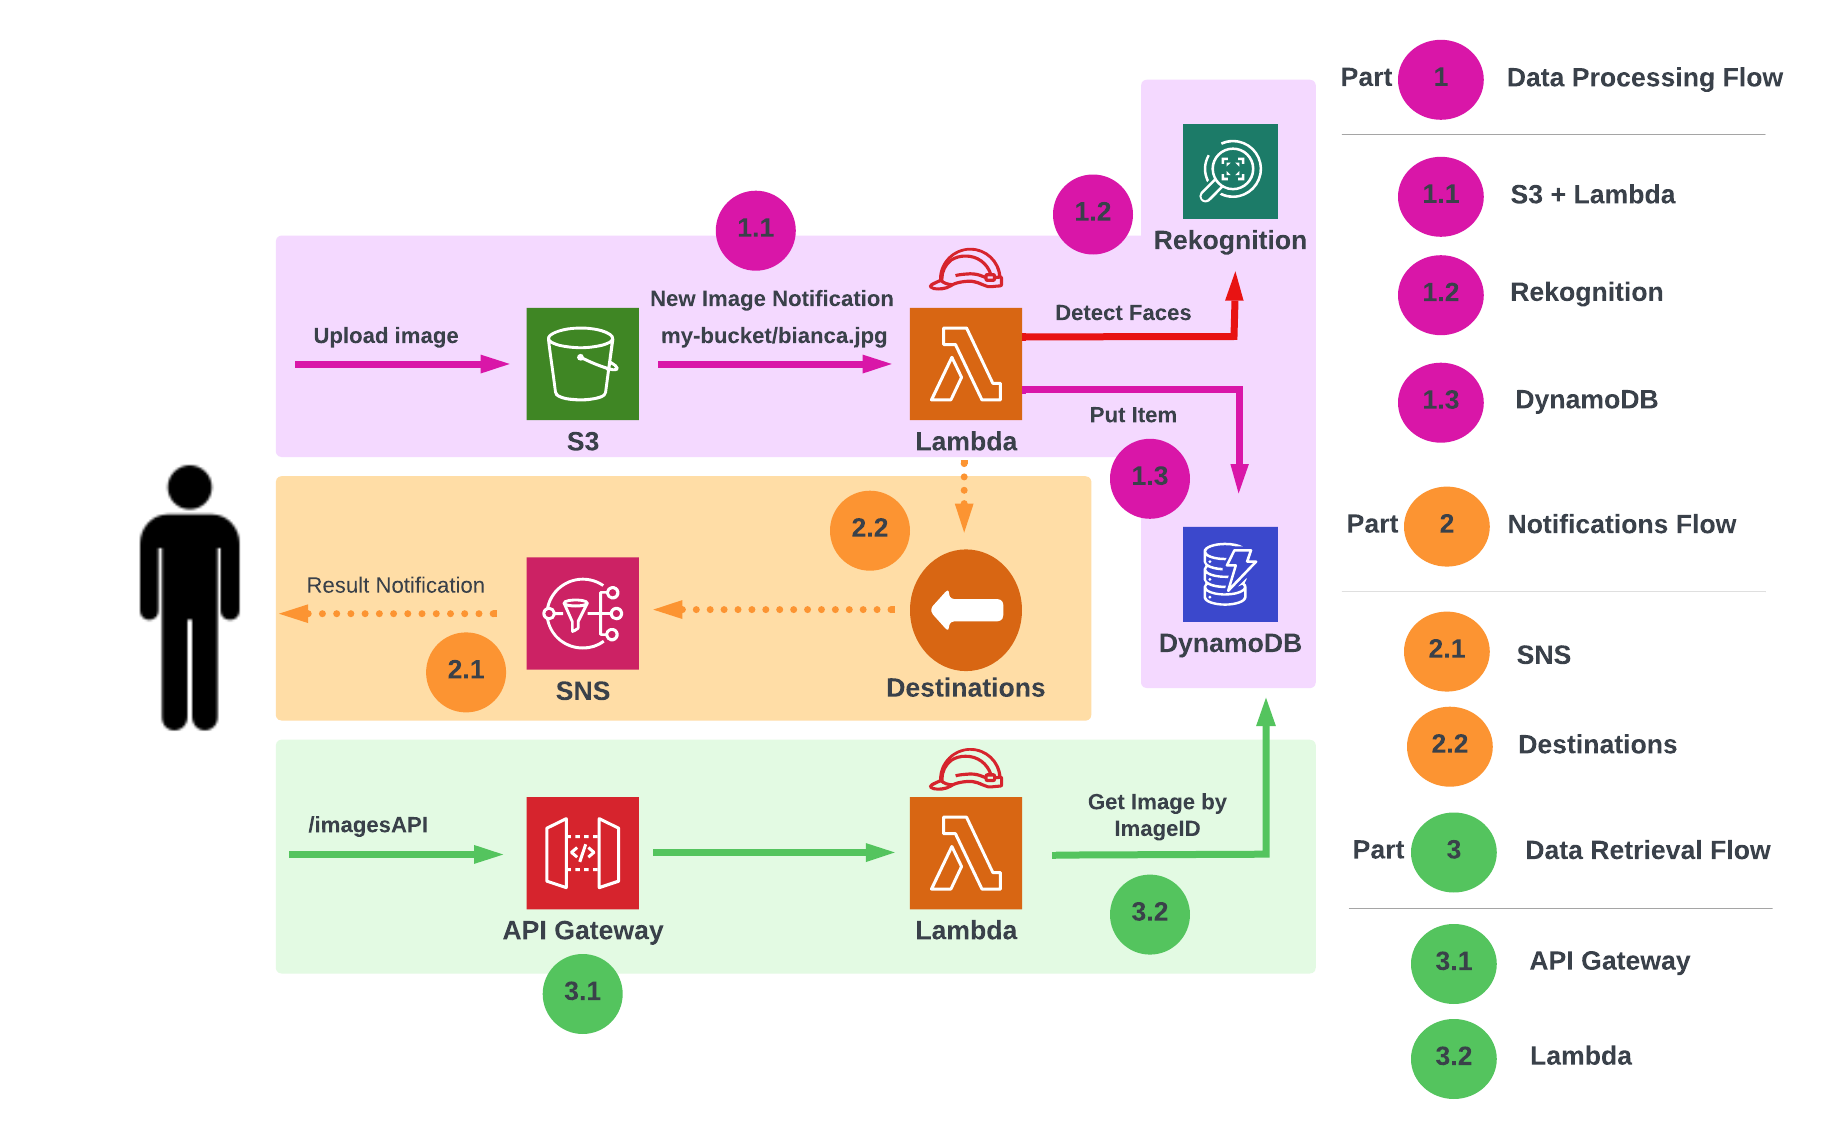 Part 1 Data Processing Flow
1.1 S3 + Lambda
1.2 Rekognition
1.3 DynamoDB
Part 2 Notifications Flow
2.1 SNS
2.2 Destinations
Part 3 Data Retrieval Flow
3.1 API Gateway
3.2 Lambda
1.1
1.2
Rekognition
Upload image
New Image Notification
my-bucket/bianca.jpg
Detect Faces
Put Item
S3
Lambda
1.3
2.2
Result Notification
2.1
SNS
Destinations
DynamoDB
/imagesAPI
Get Image by
ImageID
API Gateway
Lambda
3.2
3.1